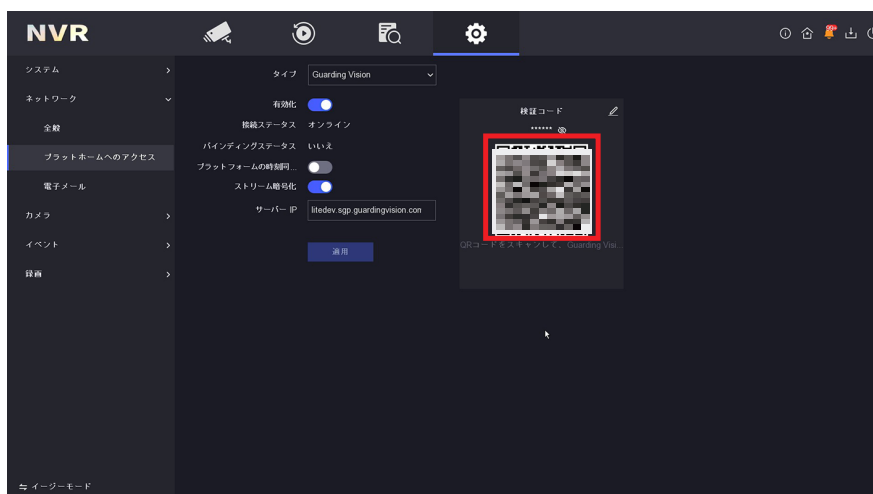 NVR
99+
システム
ネットワーク
全般
プラットホームへのアクセス
電子メール
カメラ
イベント
録画
イージーモード
タイプ Guarding Vision
有効化
接続ステータス オンライン
バインディングステータス いいえ
プラットフォームの時刻同...
ストリーム暗号化
サーバー IP litedev.sgp.guardingvision.con
適用
検証コード
******
QRコードをスキャンして、Guarding Visi...